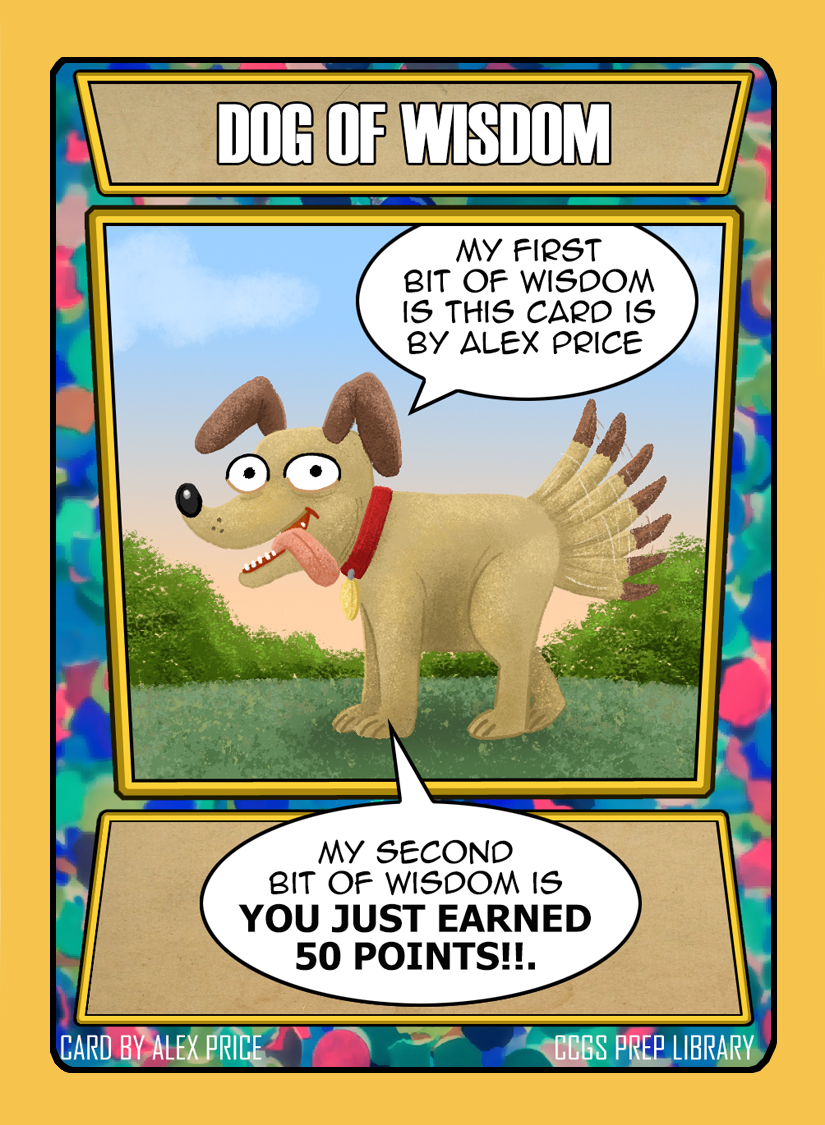 DOG OF WISDOM
MY FIRST
BIT OF WISDOM
IS THIS CARD IS
BY ALEX PRICE
MY SECOND
BIT OF WISDOM IS
YOU JUST EARNED
50 POINTS!!.
CARD BY ALEX PRICE
CCGS PREP LIBRARY